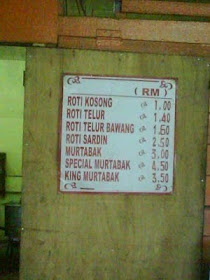 (RM)
ROTI KOSONG @ 1.00
ROTI TELUR @ 1.40
ROTI TELUR BAWANG @ 1.60
ROTI SARDIN @ 2.50
MURTABAK @ 3.00
SPECIAL MURTABAK @ 4.50
KING MURTABAK @ 3.50